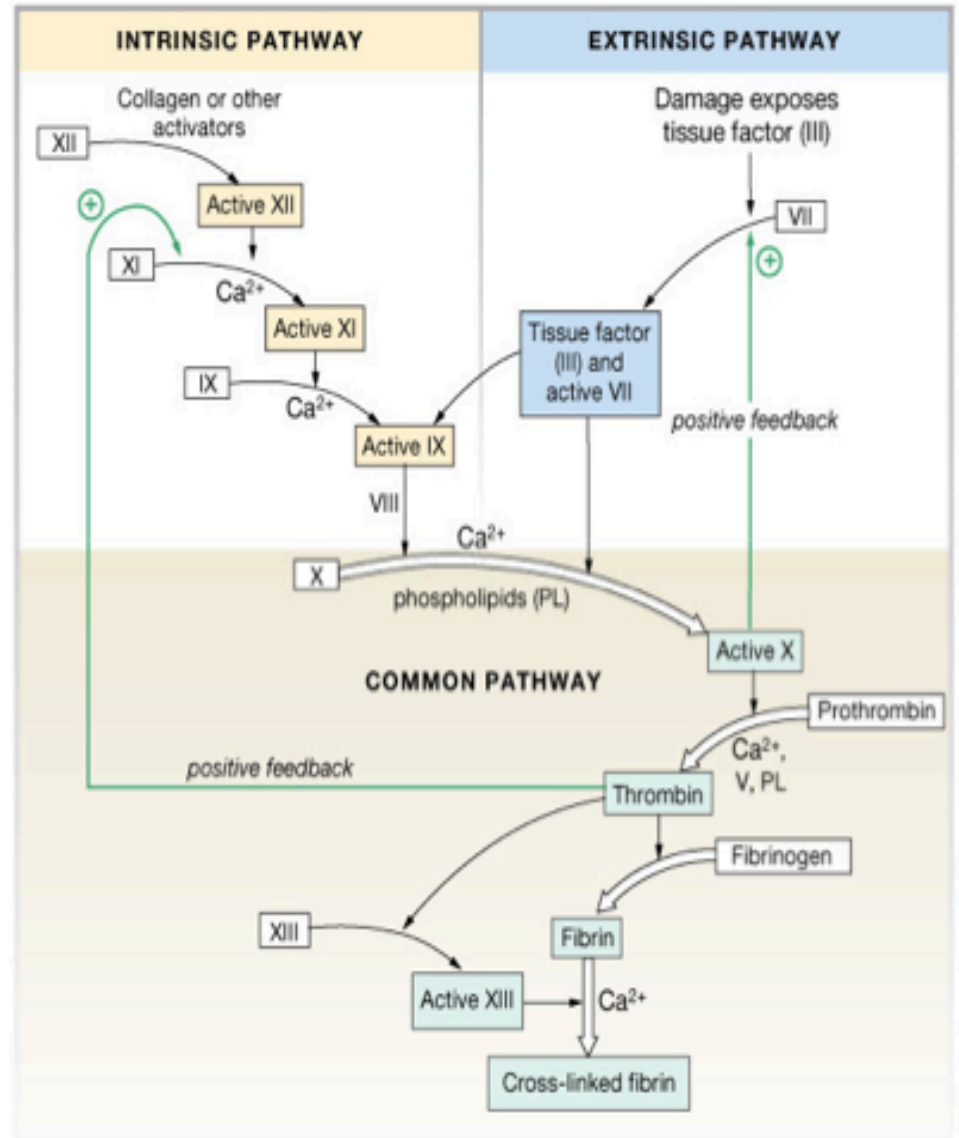 INTRINSIC PATHWAY
EXTRINSIC PATHWAY
Collagen or other
activators
XII
Active XII
XI
Ca²⁺
Active XI
IX
Ca²⁺
Active IX
VIII
Damage exposes
tissue factor (III)
VII
+
+
Tissue factor
(III) and
active VII
positive feedback
Ca²⁺
X
phospholipids (PL)
Active X
COMMON PATHWAY
Prothrombin
Ca²⁺,
V, PL
positive feedback
Thrombin
Fibrinogen
XIII
Fibrin
Active XIII
Ca²⁺
Cross-linked fibrin